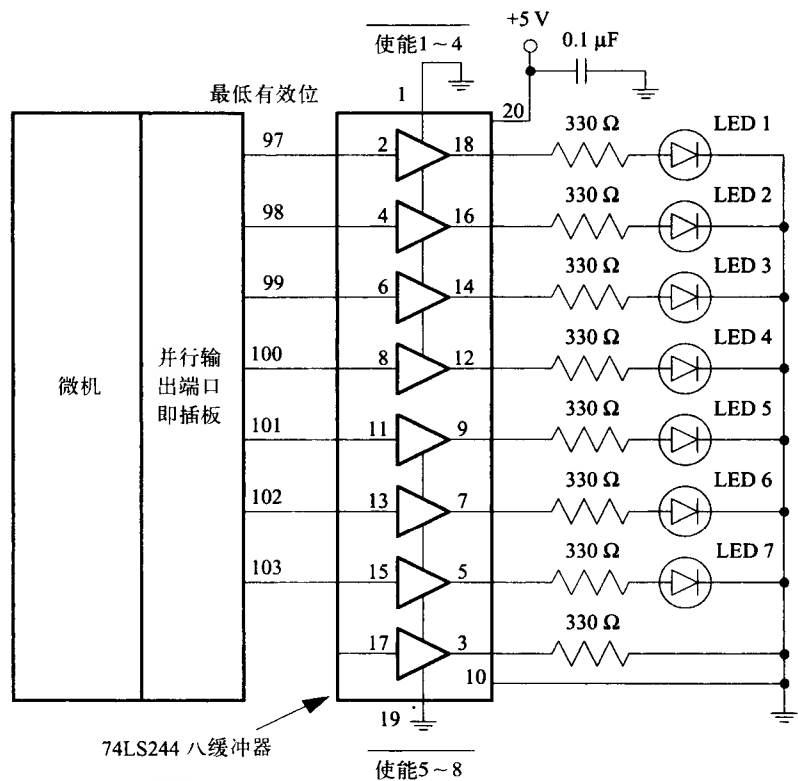 使能1~4
+5 V
0.1 μF
最低有效位
1
20
97
2
18
330 Ω
LED 1
98
4
16
330 Ω
LED 2
99
6
14
330 Ω
LED 3
100
8
12
330 Ω
LED 4
微机
并行输
出端口
即插板
101
11
9
330 Ω
LED 5
102
13
7
330 Ω
LED 6
103
15
5
330 Ω
LED 7
17
3
330 Ω
10
19
74LS244 八缓冲器
使能5~8